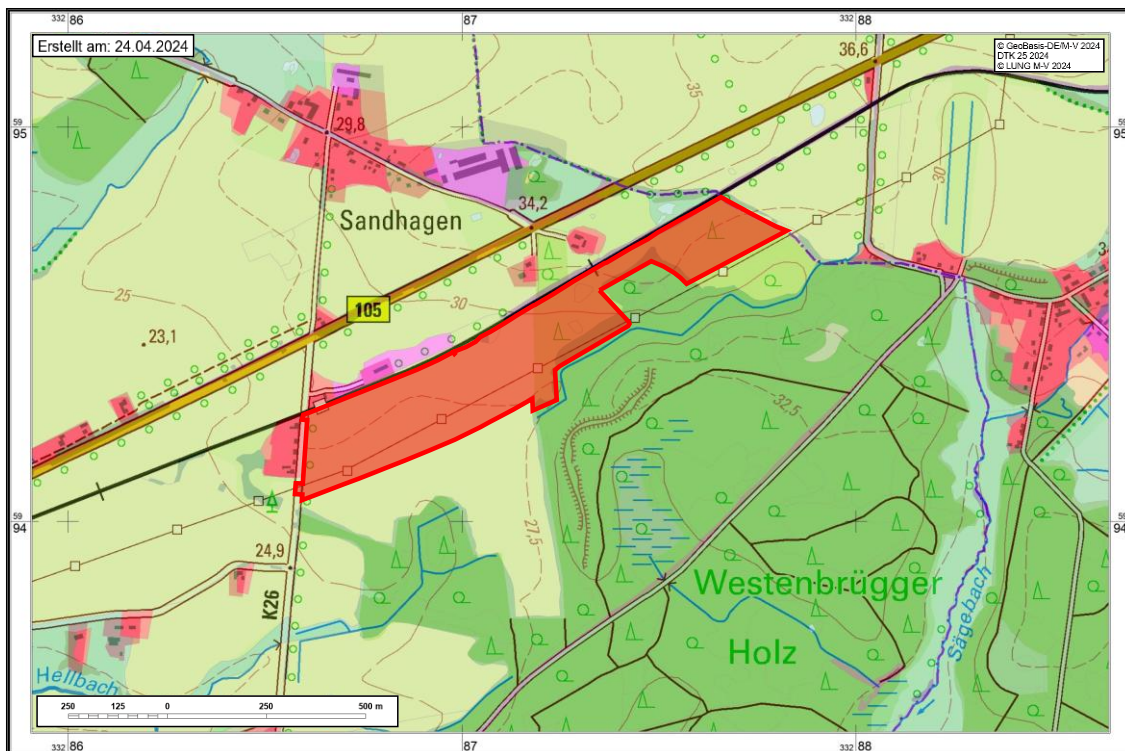 332 86
87
332 88
Erstellt am: 24.04.2024
© GeoBasis-DE/M-V 2024
DTK 25 2024
© LUNG M-V 2024
36,6
35
59
95
59
95
29,8
30
34,2
Sandhagen
25
30
105
23,1
32,5
27,5
59
94
59
94
24,9
K26
Westenbrügger
Holz
Sägebach
Hellbach
250 125 0 250 500 m
332 86
87
332 88